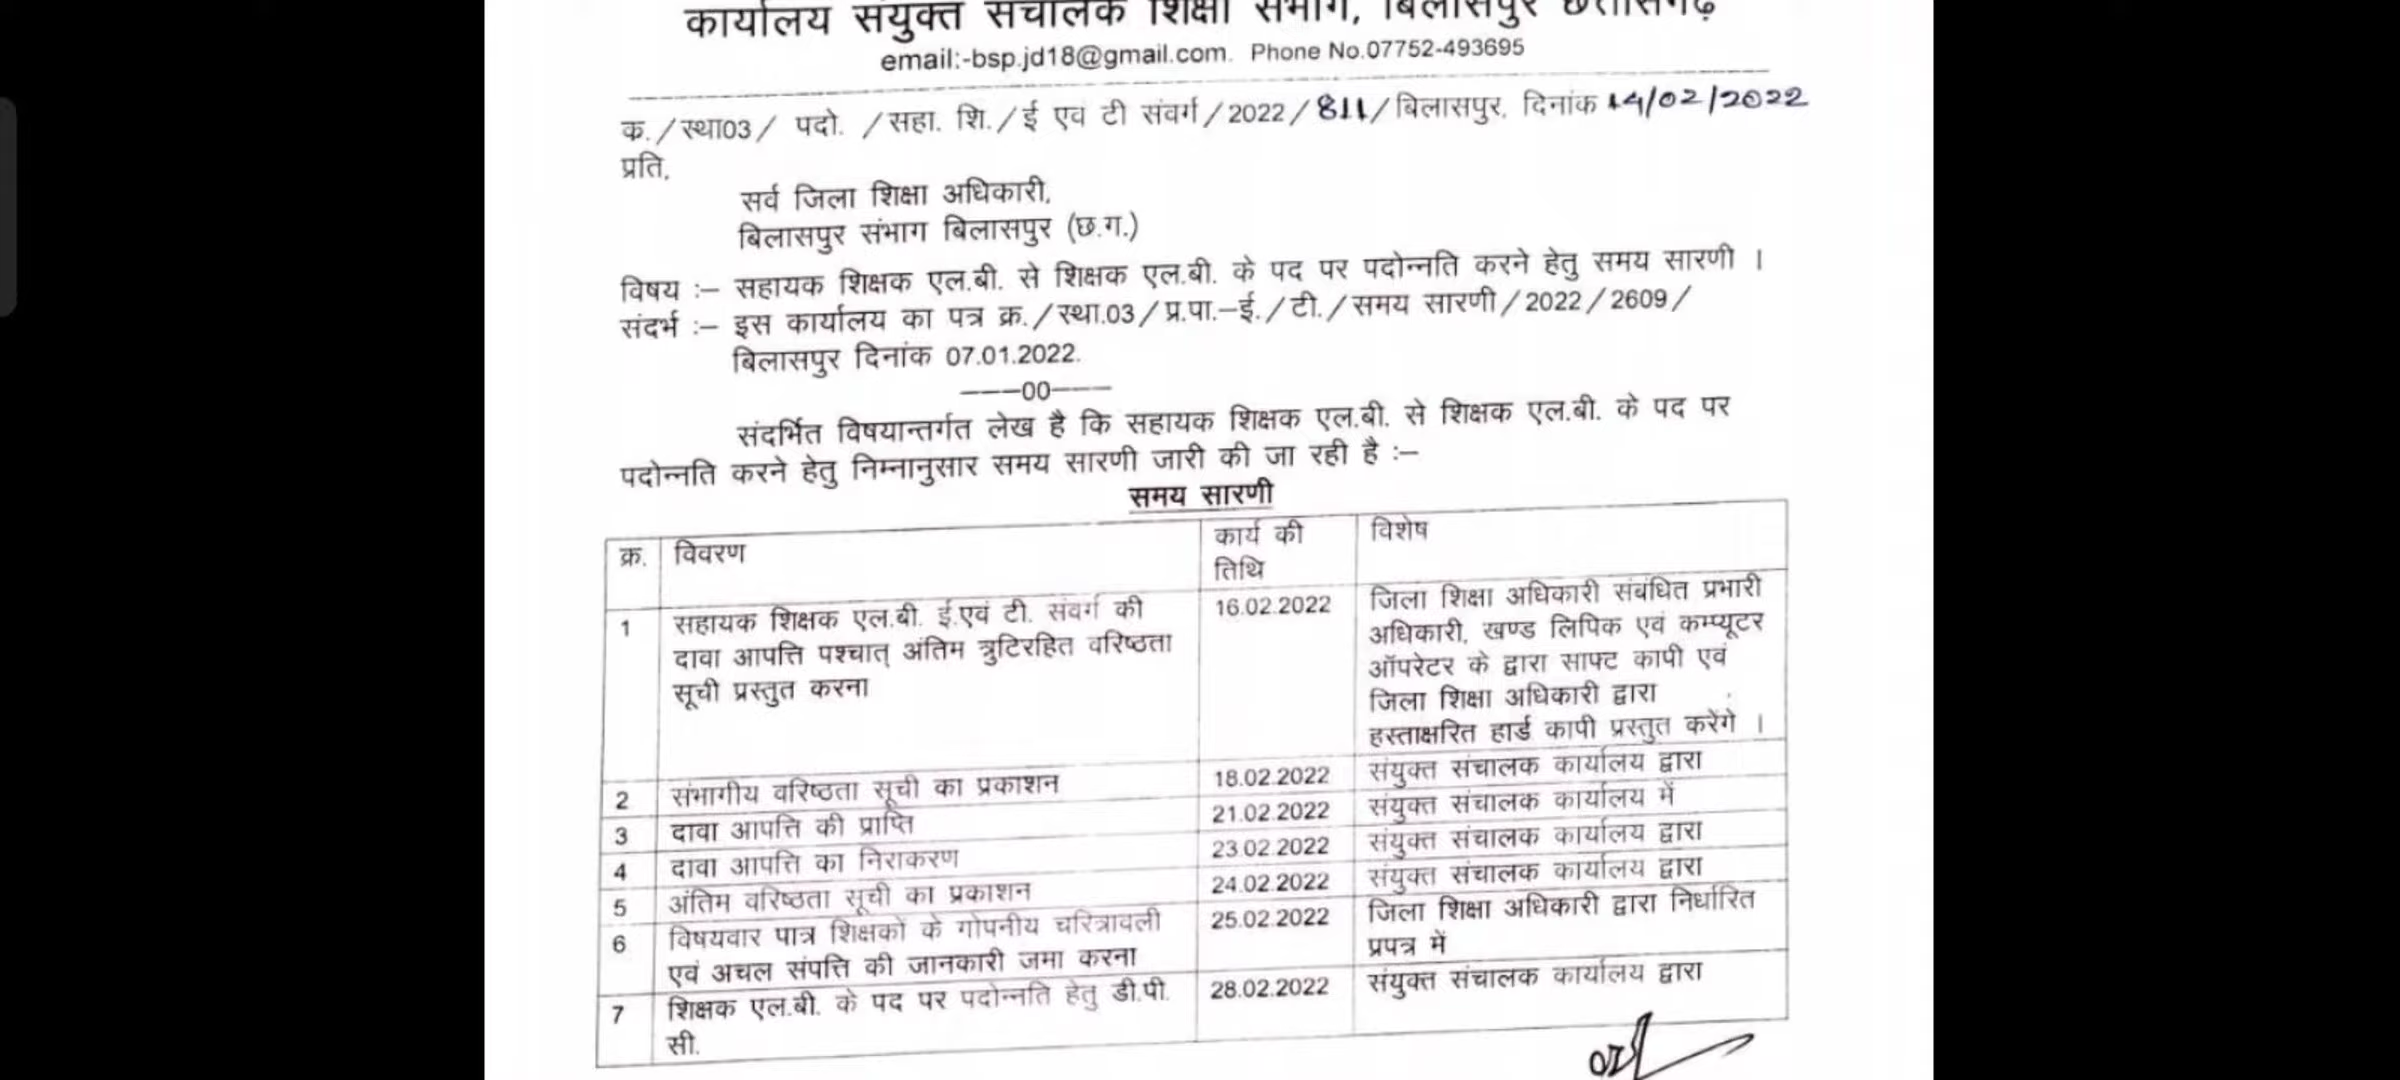 कार्यालय संयुक्त संचालक शिक्षा संभाग, बिलासपुर छत्तीसगढ़
email:-bsp.jd18@gmail.com. Phone No.07752-493695
क./स्था03/ पदो. /सहा. शि./ई एवं टी संवर्ग/2022/811/बिलासपुर, दिनांक 14/02/2022
प्रति,
सर्व जिला शिक्षा अधिकारी,
बिलासपुर संभाग बिलासपुर (छ.ग.)
विषय :– सहायक शिक्षक एल.बी. से शिक्षक एल.बी. के पद पर पदोन्नति करने हेतु समय सारणी ।
संदर्भ :– इस कार्यालय का पत्र क्र./स्था.03/प्र.पा.–ई./टी./समय सारणी/2022/2609/
बिलासपुर दिनांक 07.01.2022.
———00———
संदर्भित विषयान्तर्गत लेख है कि सहायक शिक्षक एल.बी. से शिक्षक एल.बी. के पद पर
पदोन्नति करने हेतु निम्नानुसार समय सारणी जारी की जा रही है :–
समय सारणी
क्र. विवरण कार्य की तिथि विशेष
1 सहायक शिक्षक एल.बी. ई.एवं टी. संवर्ग की 16.02.2022 जिला शिक्षा अधिकारी संबंधित प्रभारी
दावा आपत्ति पश्चात् अंतिम त्रुटिरहित वरिष्ठता अधिकारी, खण्ड लिपिक एवं कम्प्यूटर
सूची प्रस्तुत करना ऑपरेटर के द्वारा साफ्ट कापी एवं
जिला शिक्षा अधिकारी द्वारा
हस्ताक्षरित हार्ड कापी प्रस्तुत करेंगे ।
2 संभागीय वरिष्ठता सूची का प्रकाशन 18.02.2022 संयुक्त संचालक कार्यालय द्वारा
3 दावा आपत्ति की प्राप्ति 21.02.2022 संयुक्त संचालक कार्यालय में
4 दावा आपत्ति का निराकरण 23.02.2022 संयुक्त संचालक कार्यालय द्वारा
5 अंतिम वरिष्ठता सूची का प्रकाशन 24.02.2022 संयुक्त संचालक कार्यालय द्वारा
6 विषयवार पात्र शिक्षकों के गोपनीय चरित्रावली 25.02.2022 जिला शिक्षा अधिकारी द्वारा निर्धारित
एवं अचल संपत्ति की जानकारी जमा करना प्रपत्र में
7 शिक्षक एल.बी. के पद पर पदोन्नति हेतु डी.पी. 28.02.2022 संयुक्त संचालक कार्यालय द्वारा
सी.